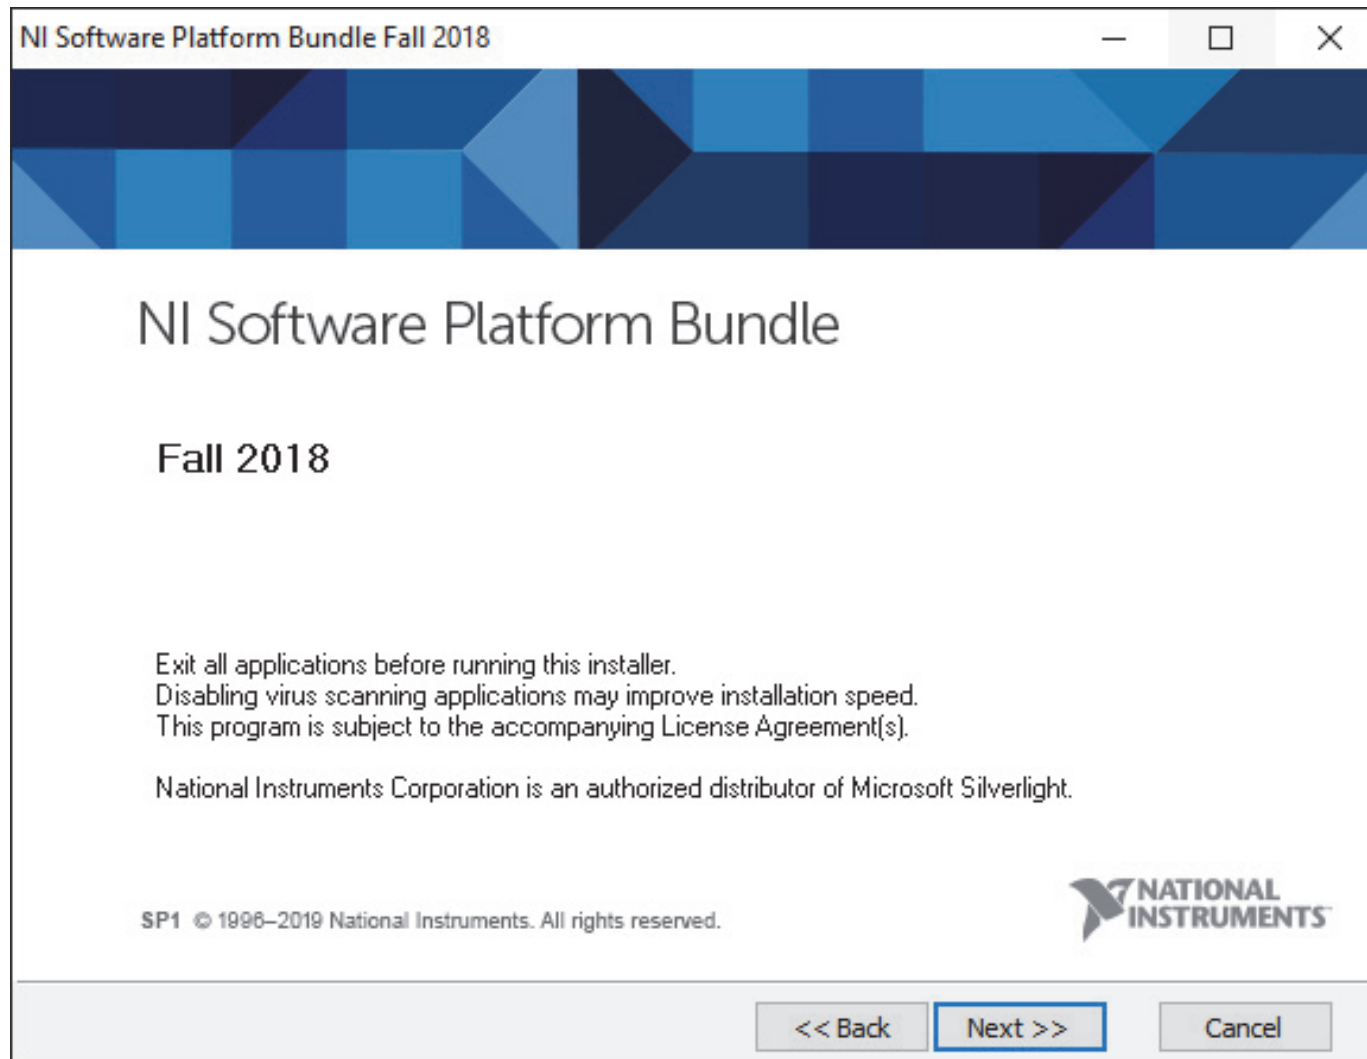 NI Software Platform Bundle Fall 2018
NI Software Platform Bundle
Fall 2018
Exit all applications before running this installer.
Disabling virus scanning applications may improve installation speed.
This program is subject to the accompanying License Agreement(s).
National Instruments Corporation is an authorized distributor of Microsoft Silverlight.
NATIONAL
INSTRUMENTS
SP1 © 1996–2019 National Instruments. All rights reserved.
<< Back Next >> Cancel